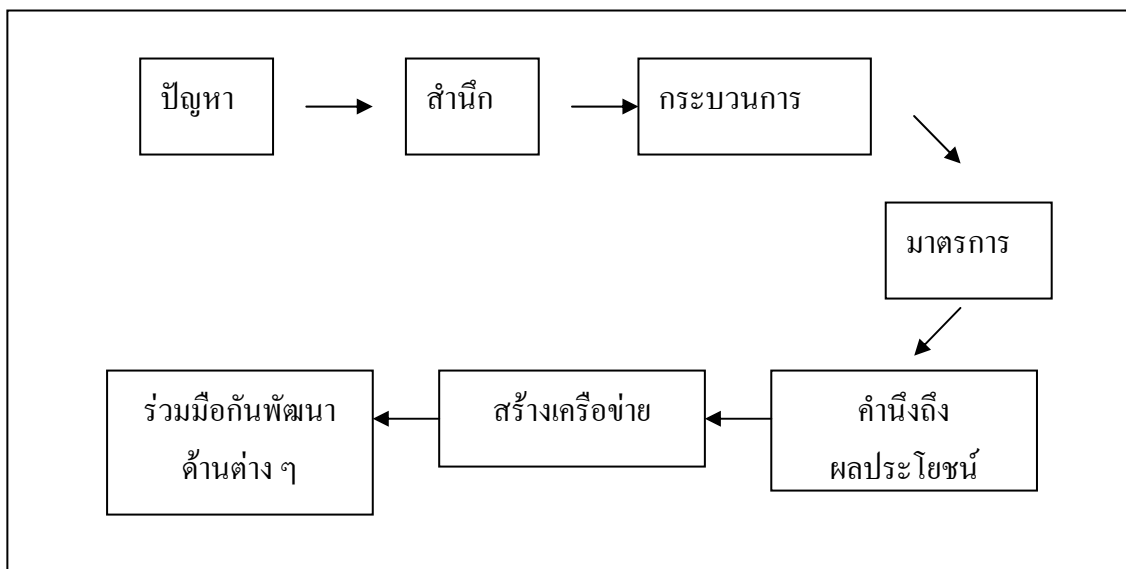 ปัญหา
สำนึก
กระบวนการ
มาตรการ
คำนึงถึง
ผลประโยชน์
สร้างเครือข่าย
ร่วมมือกันพัฒนา
ด้านต่าง ๆ